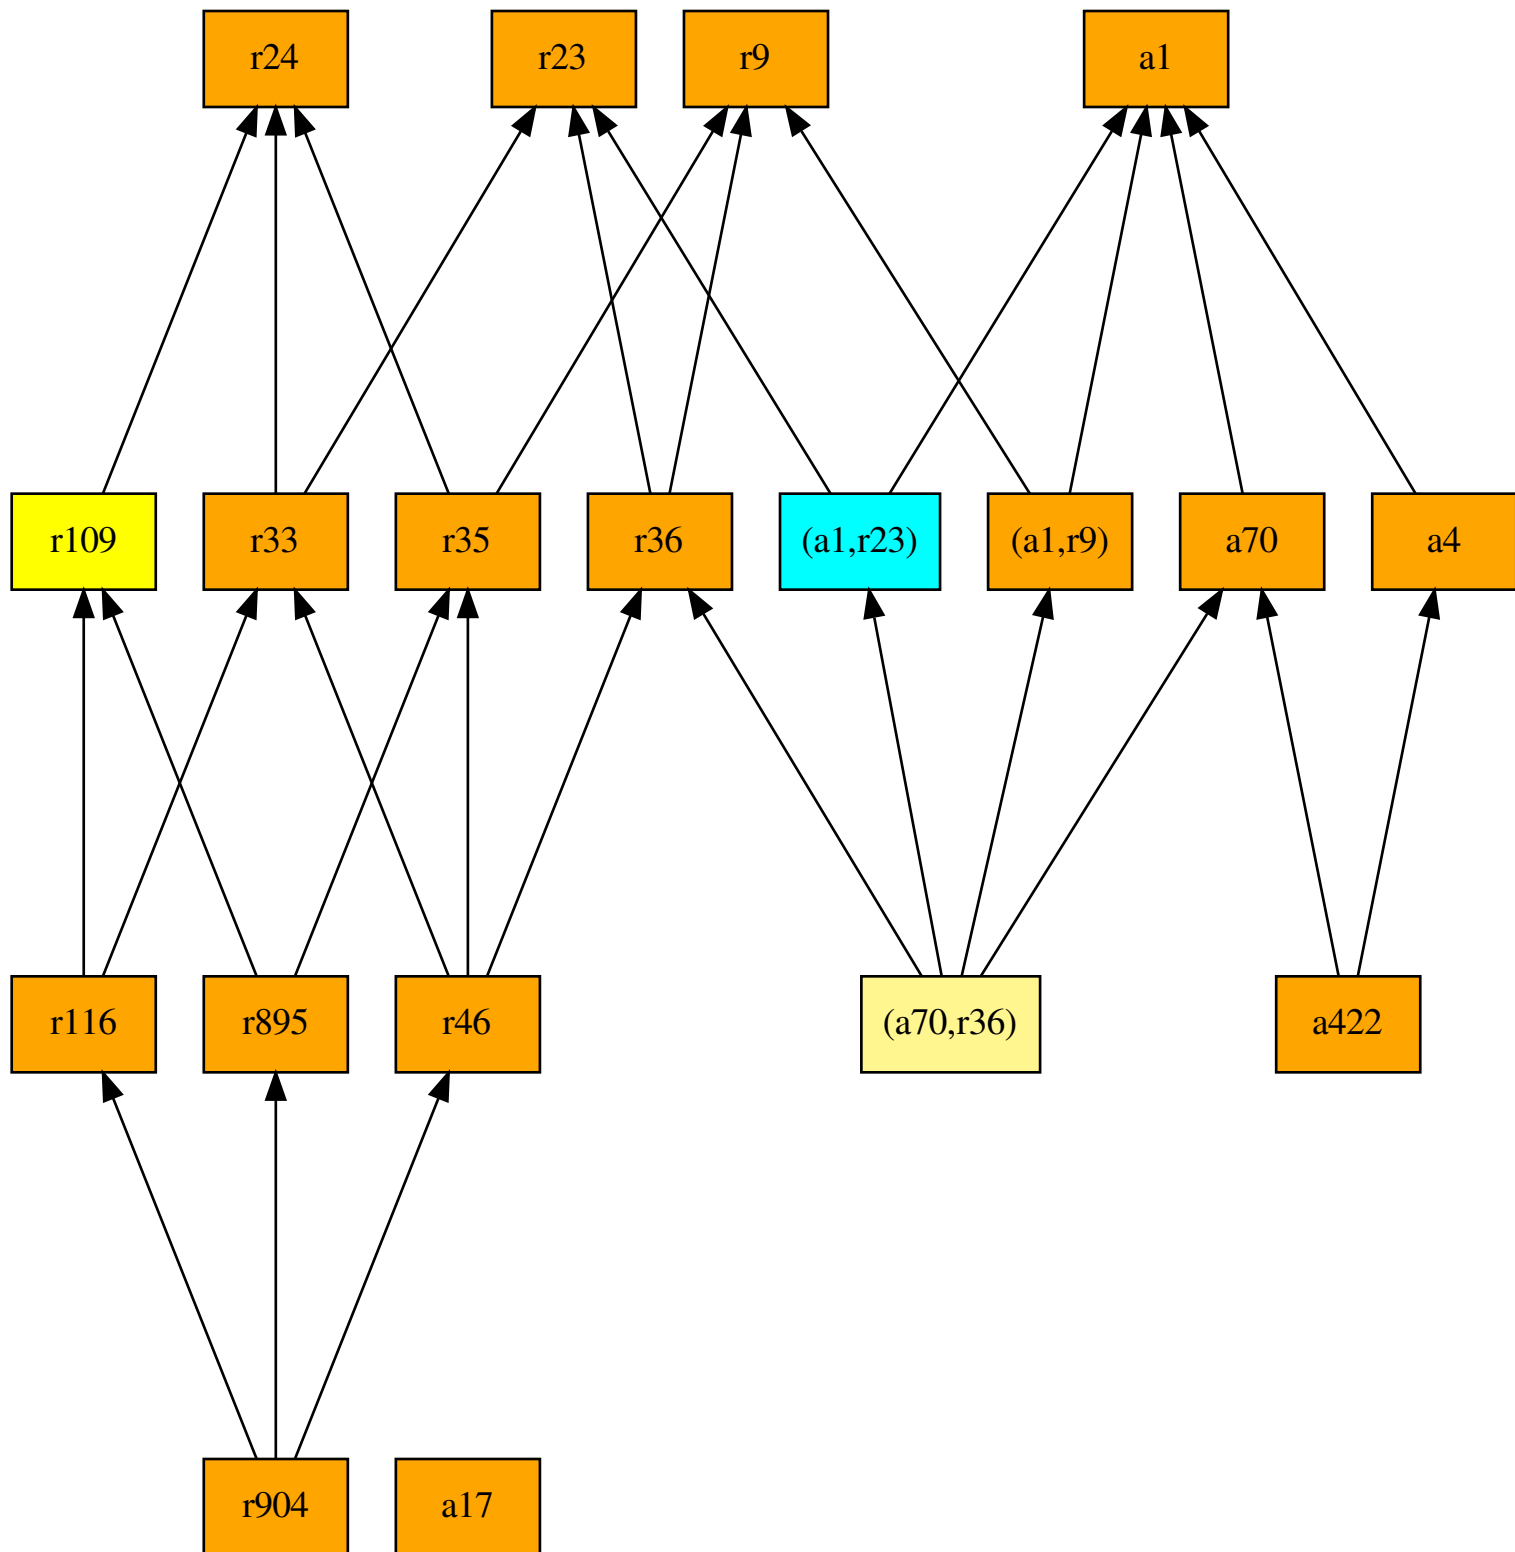 r24
r23
r9
a1
r109
r33
r35
r36
(a1,r23)
(a1,r9)
a70
a4
r116
r895
r46
(a70,r36)
a422
r904
a17